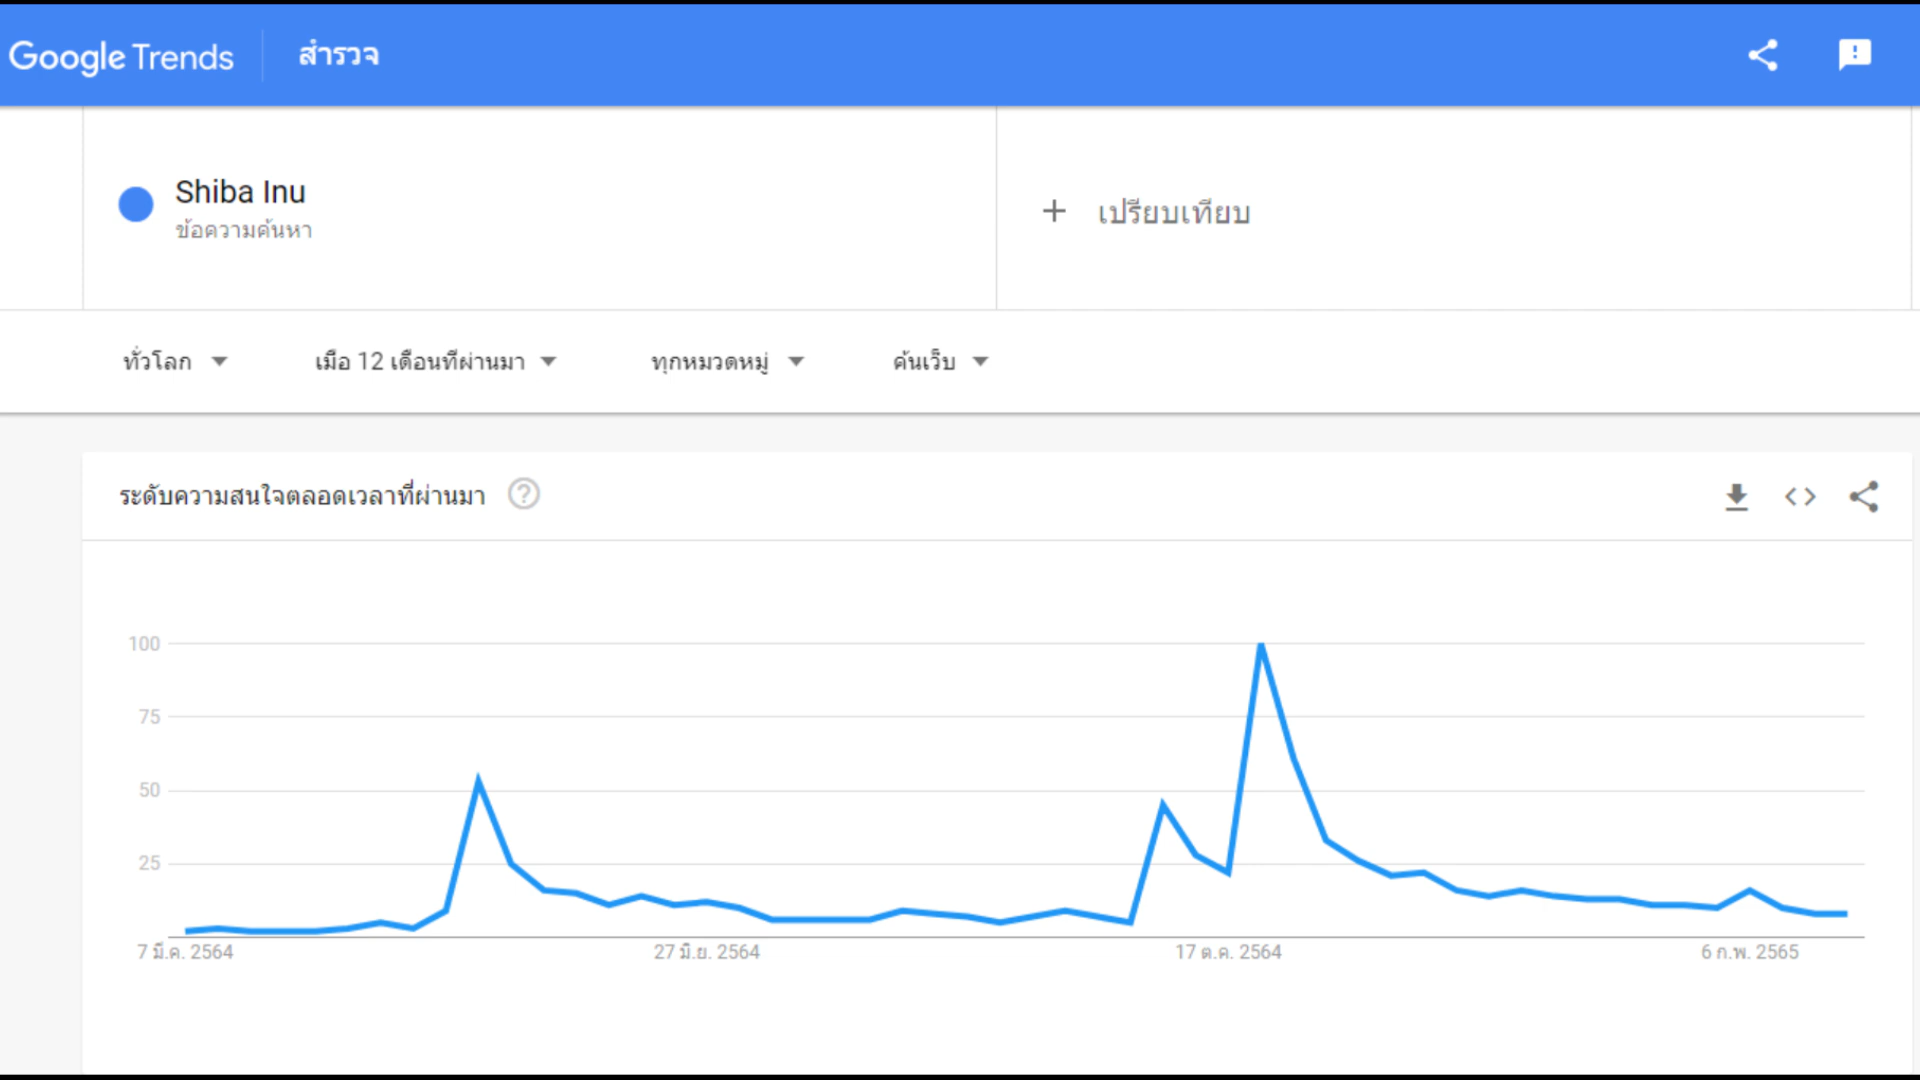 Google Trends
สำรวจ
Shiba Inu
ข้อความค้นหา
+ เปรียบเทียบ
ทั่วโลก
เมื่อ 12 เดือนที่ผ่านมา
ทุกหมวดหมู่
ค้นเว็บ
ระดับความสนใจตลอดเวลาที่ผ่านมา
100
75
50
25
7 มี.ค. 2564
27 มิ.ย. 2564
17 ต.ค. 2564
6 ก.พ. 2565